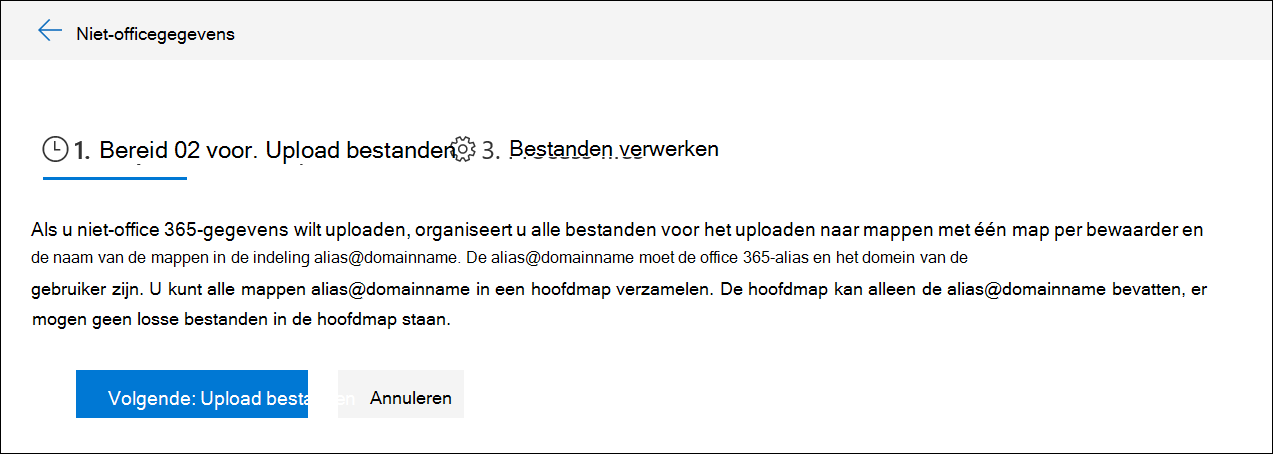 Niet-officegegevens
1. Bereid 02 voor. Upload bestanden 3. Bestanden verwerken
Als u niet-office 365-gegevens wilt uploaden, organiseert u alle bestanden voor het uploaden naar mappen met één map per bewaarder en
de naam van de mappen in de indeling alias@domainname. De alias@domainname moet de office 365-alias en het domein van de
gebruiker zijn. U kunt alle mappen alias@domainname in een hoofdmap verzamelen. De hoofdmap kan alleen de alias@domainname bevatten, er
mogen geen losse bestanden in de hoofdmap staan.
Volgende: Upload bestanden Annuleren